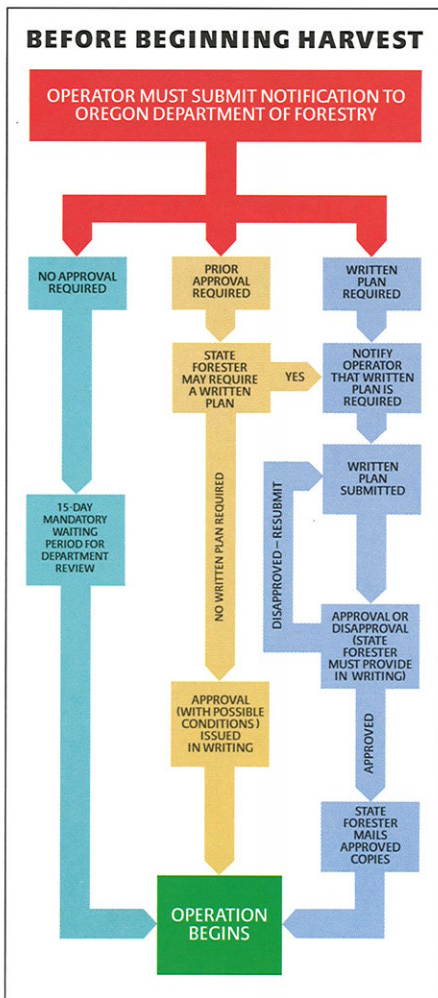 BEFORE BEGINNING HARVEST
OPERATOR MUST SUBMIT NOTIFICATION TO
OREGON DEPARTMENT OF FORESTRY
NO APPROVAL
REQUIRED
PRIOR
APPROVAL
REQUIRED
WRITTEN
PLAN
REQUIRED
STATE
FORESTER
MAY REQUIRE
A WRITTEN
PLAN
YES
NOTIFY
OPERATOR
THAT WRITTEN
PLAN IS
REQUIRED
WRITTEN
PLAN
SUBMITTED
15-DAY
MANDATORY
WAITING
PERIOD FOR
DEPARTMENT
REVIEW
NO WRITTEN PLAN REQUIRED
DISAPPROVED – RESUBMIT
APPROVAL OR
DISAPPROVAL
(STATE
FORESTER
MUST PROVIDE
IN WRITING)
APPROVAL
(WITH POSSIBLE
CONDITIONS)
ISSUED
IN WRITING
APPROVED
STATE
FORESTER
MAILS
APPROVED
COPIES
OPERATION
BEGINS